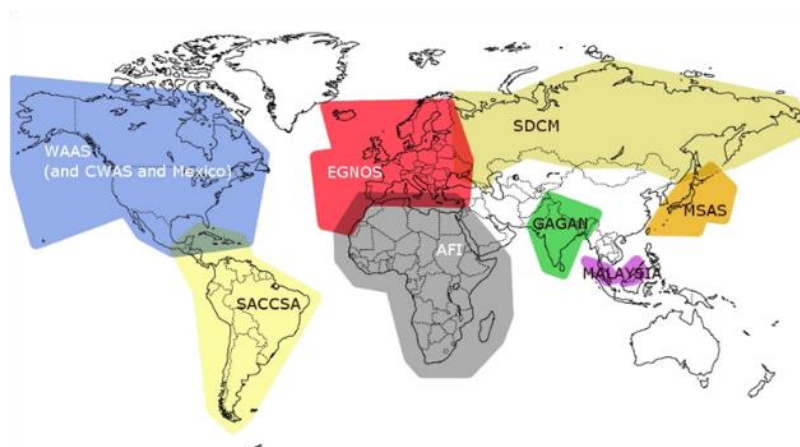 WAAS
(and CWAS and Mexico)
EGNOS
SDCM
GAGAN
MSAS
AFI
MALAYSIA
SACCSA